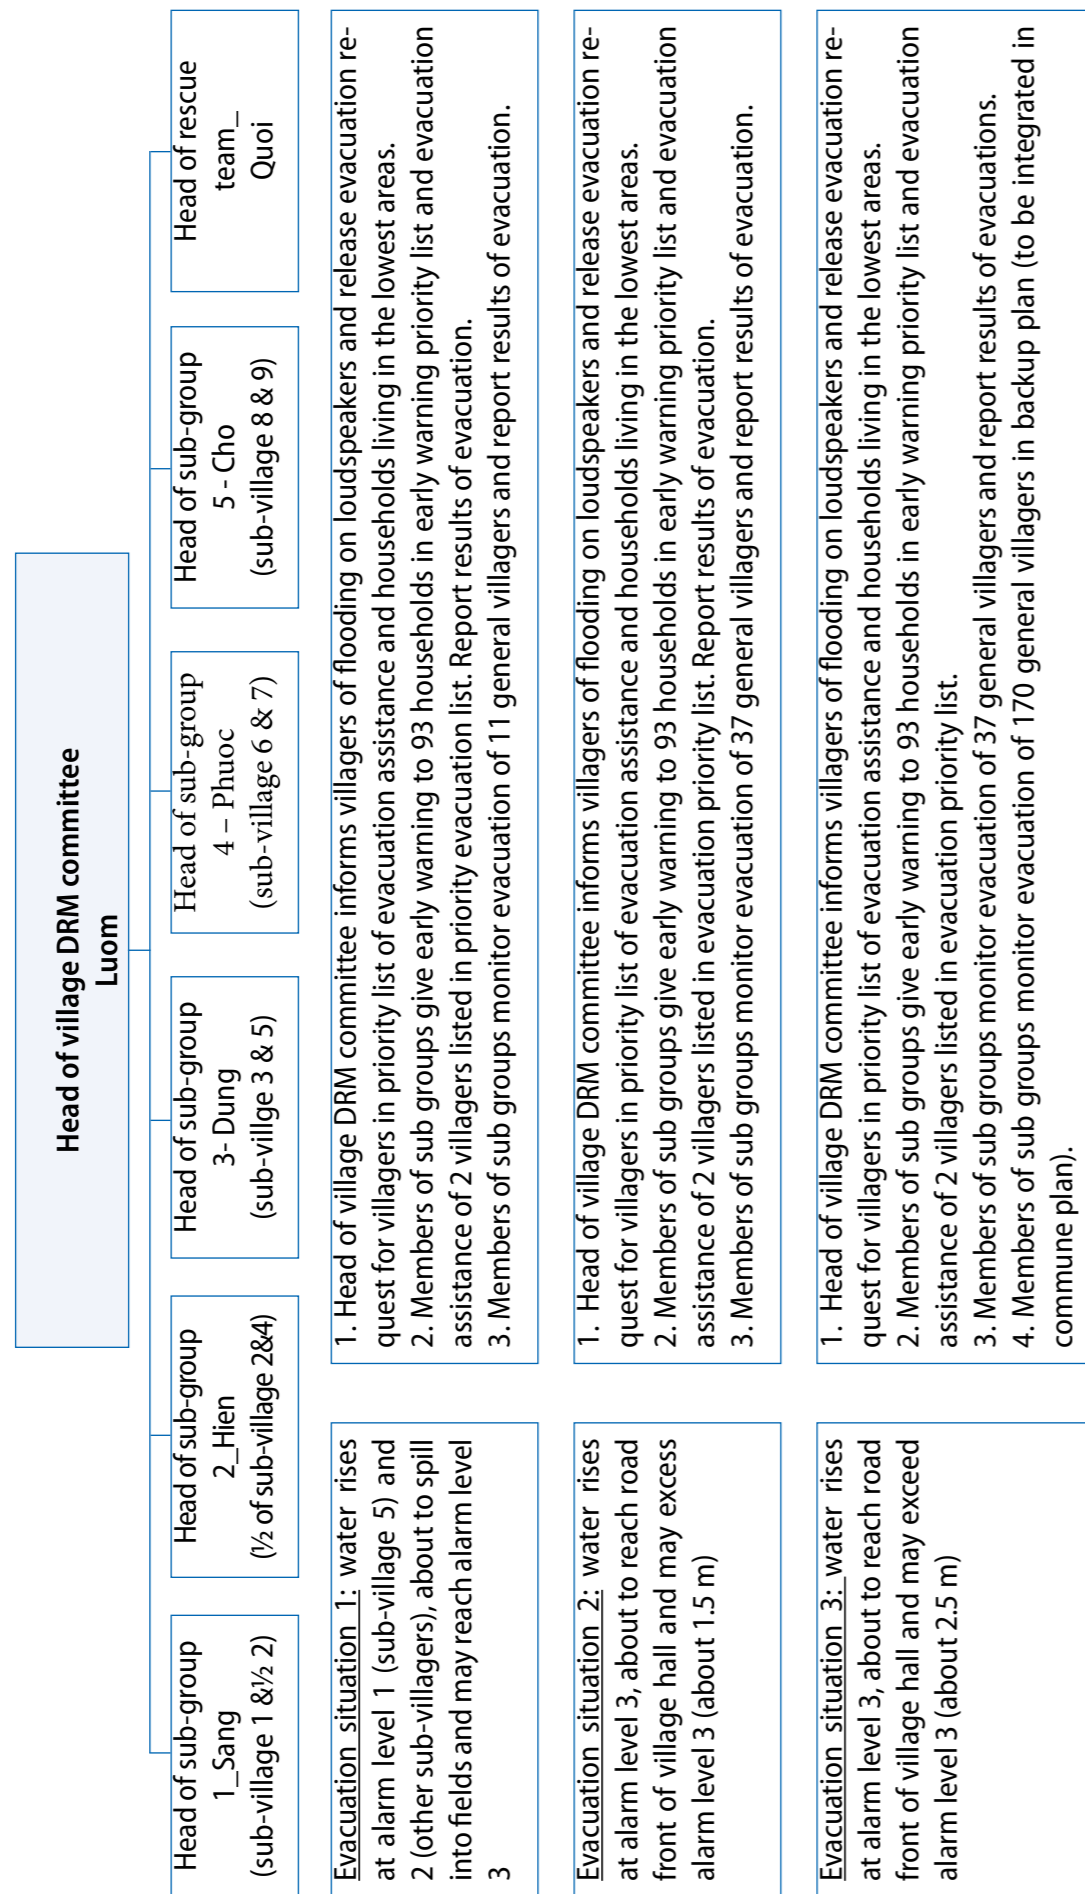 Head of village DRM committee
Luom
Head of sub-group
1_Sang
(sub-village 1 &½ 2)
Head of sub-group
2_Hien
(½ of sub-village 2&4)
Head of sub-group
3- Dung
(sub-villge 3 & 5)
Head of sub-group
4 – Phuoc
(sub-village 6 & 7)
Head of sub-group
5 - Cho
(sub-village 8 & 9)
Head of rescue
team_
Quoi
Evacuation situation 1: water rises
at alarm level 1 (sub-village 5) and
2 (other sub-villagers), about to spill
into fields and may reach alarm level
3
1. Head of village DRM committee informs villagers of flooding on loudspeakers and release evacuation re-
quest for villagers in priority list of evacuation assistance and households living in the lowest areas.
2. Members of sub groups give early warning to 93 households in early warning priority list and evacuation
assistance of 2 villagers listed in priority evacuation list. Report results of evacuation.
3. Members of sub groups monitor evacuation of 11 general villagers and report results of evacuation.
Evacuation situation 2: water rises
at alarm level 3, about to reach road
front of village hall and may excess
alarm level 3 (about 1.5 m)
1. Head of village DRM committee informs villagers of flooding on loudspeakers and release evacuation re-
quest for villagers in priority list of evacuation assistance and households living in the lowest areas.
2. Members of sub groups give early warning to 93 households in early warning priority list and evacuation
assistance of 2 villagers listed in evacuation priority list. Report results of evacuation.
3. Members of sub groups monitor evacuation of 37 general villagers and report results of evacuation.
Evacuation situation 3: water rises
at alarm level 3, about to reach road
front of village hall and may exceed
alarm level 3 (about 2.5 m)
1. Head of village DRM committee informs villagers of flooding on loudspeakers and release evacuation re-
quest for villagers in priority list of evacuation assistance and households living in the lowest areas.
2. Members of sub groups give early warning to 93 households in early warning priority list and evacuation
assistance of 2 villagers listed in evacuation priority list.
3. Members of sub groups monitor evacuation of 37 general villagers and report results of evacuations.
4. Members of sub groups monitor evacuation of 170 general villagers in backup plan (to be integrated in
commune plan).